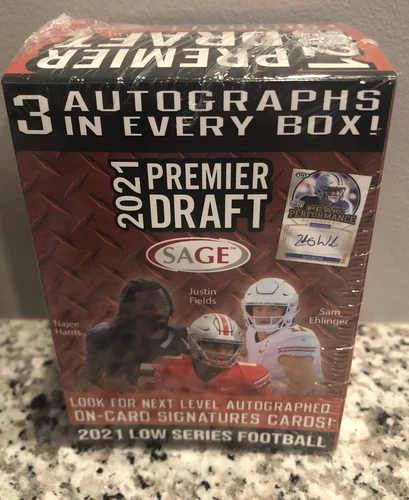 PREMIER
DRAFT
3 AUTOGRAPHS
IN EVERY BOX!
2021
PREMIER
DRAFT
SAGE
PEAK
PERFORMANCE
Justin
Fields
Najee
Harris
Sam
Ehlinger
LOOK FOR NEXT LEVEL AUTOGRAPHED
ON-CARD SIGNATURES CARDS!
2021 LOW SERIES FOOTBALL